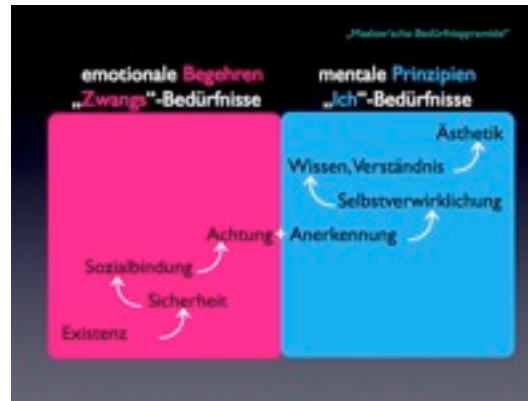 „Maslow'sche Bedürfnispyramide"
emotionale Begehren
„Zwangs"-Bedürfnisse
mentale Prinzipien
„Ich"-Bedürfnisse
Ästhetik
Wissen, Verständnis
Selbstverwirklichung
Achtung + Anerkennung
Sozialbindung
Sicherheit
Existenz